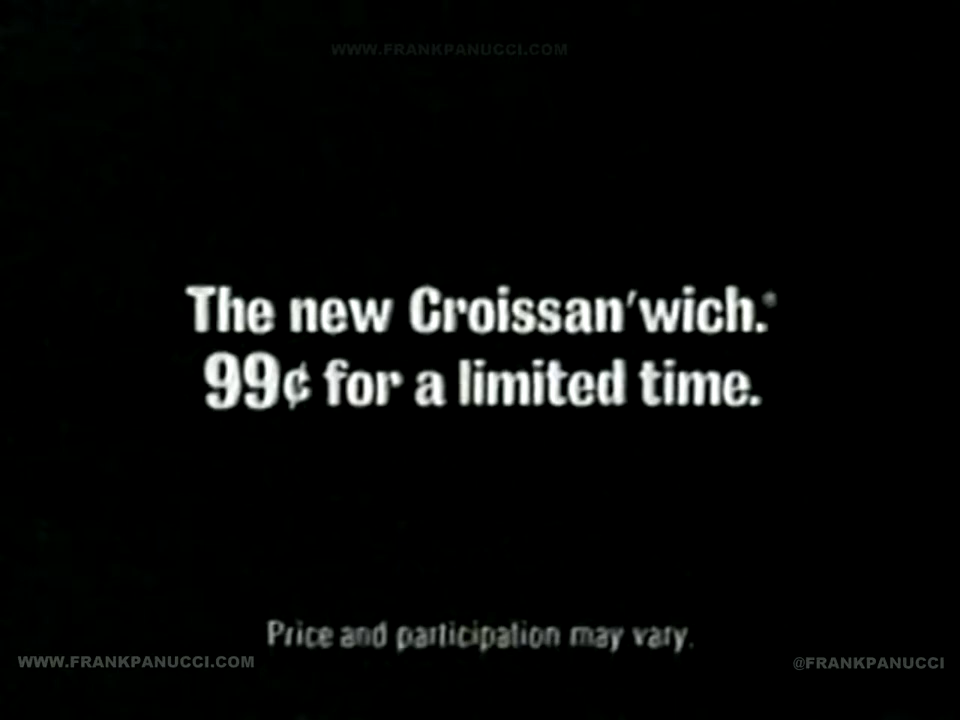 WWW.FRANKPANUCCI.COM
The new Croissan'wich.®
99¢ for a limited time.
Price and participation may vary.
WWW.FRANKPANUCCI.COM
@FRANKPANUCCI